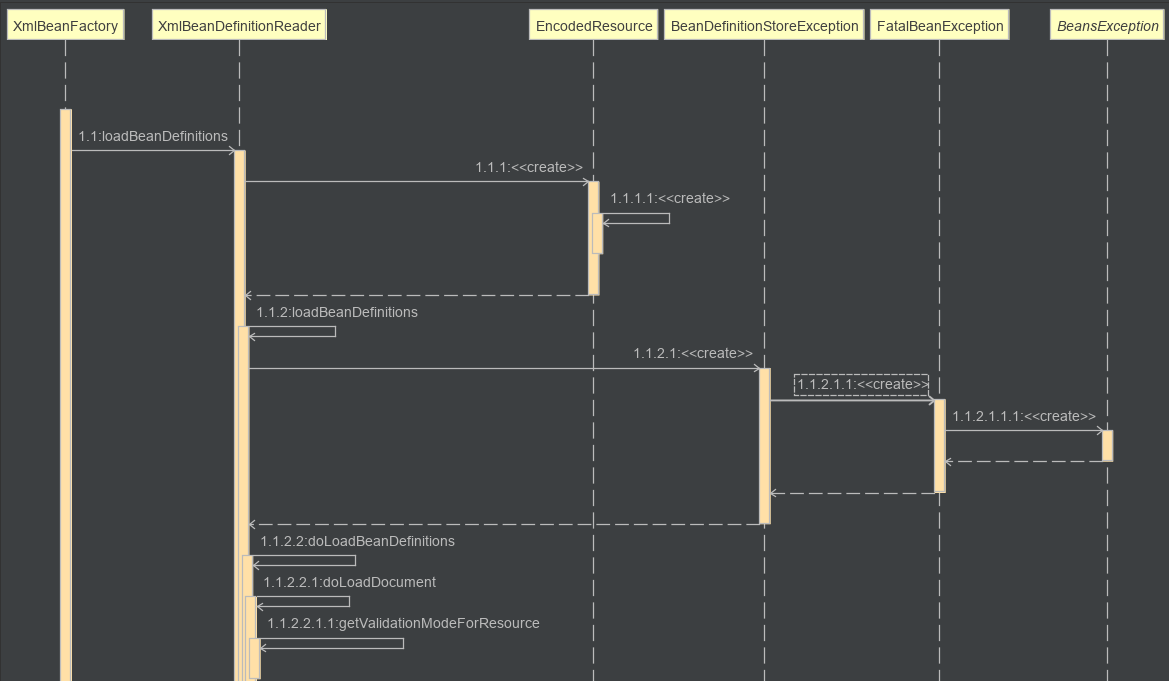 XmlBeanFactory
XmlBeanDefinitionReader
EncodedResource
BeanDefinitionStoreException
FatalBeanException
BeansException
1.1:loadBeanDefinitions
1.1.1:<<create>>
1.1.1.1:<<create>>
1.1.2:loadBeanDefinitions
1.1.2.1:<<create>>
1.1.2.1.1:<<create>>
1.1.2.1.1.1:<<create>>
1.1.2.2:doLoadBeanDefinitions
1.1.2.2.1:doLoadDocument
1.1.2.2.1.1:getValidationModeForResource